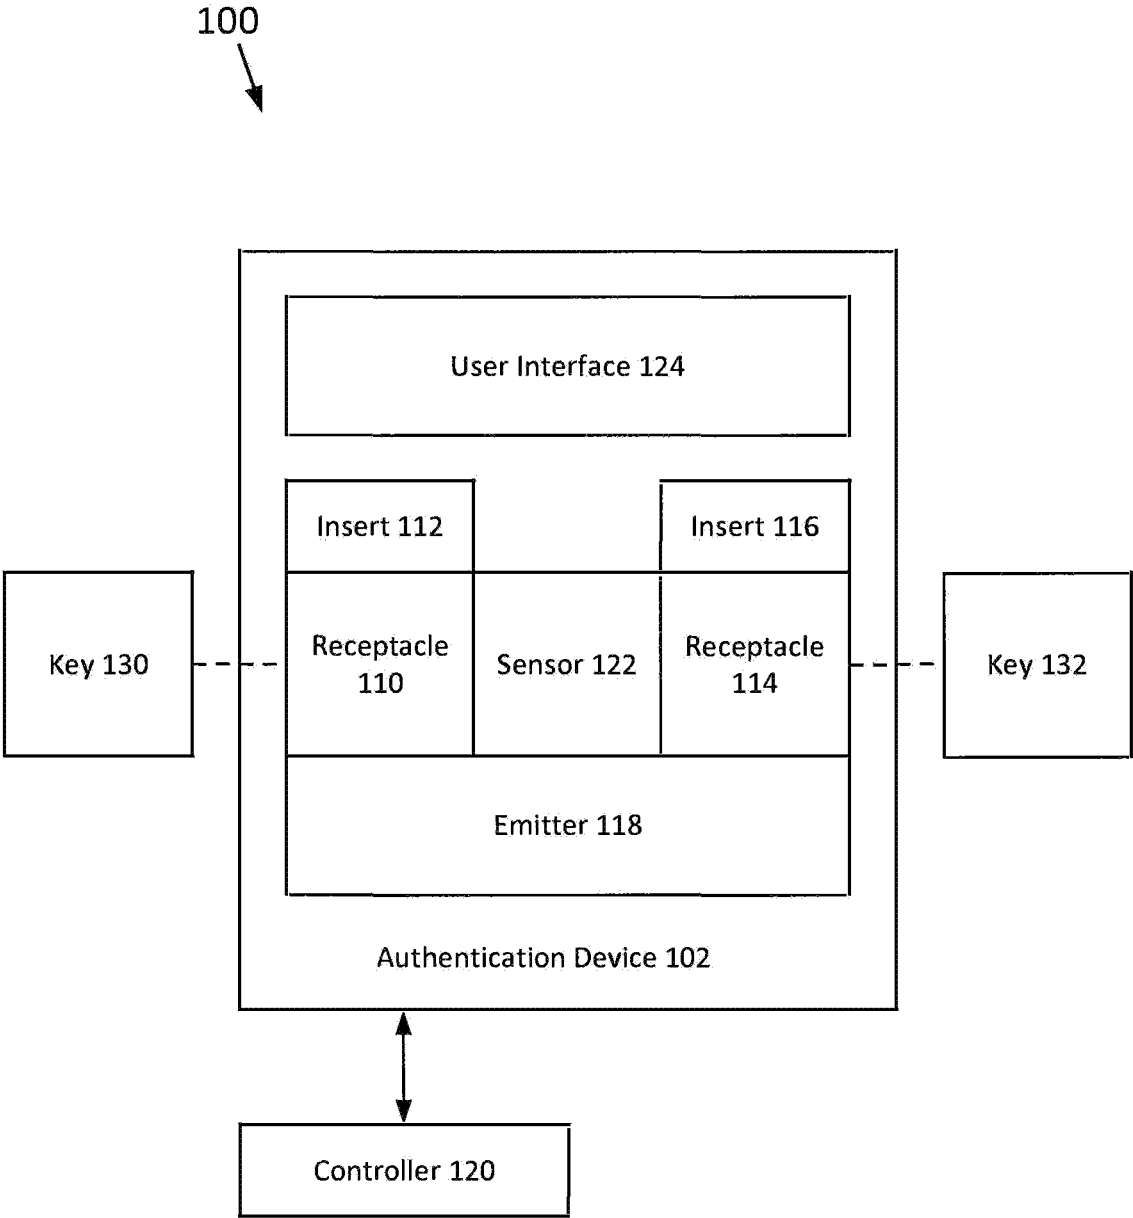 100
User Interface 124
Insert 112
Insert 116
Key 130
Receptacle
110
Sensor 122
Receptacle
114
Key 132
Emitter 118
Authentication Device 102
Controller 120